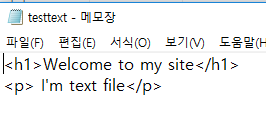 testtext - 메모장
파일(F) 편집(E) 서식(O) 보기(V) 도움말(H
<h1>Welcome to my site</h1>
<p> I'm text file</p>